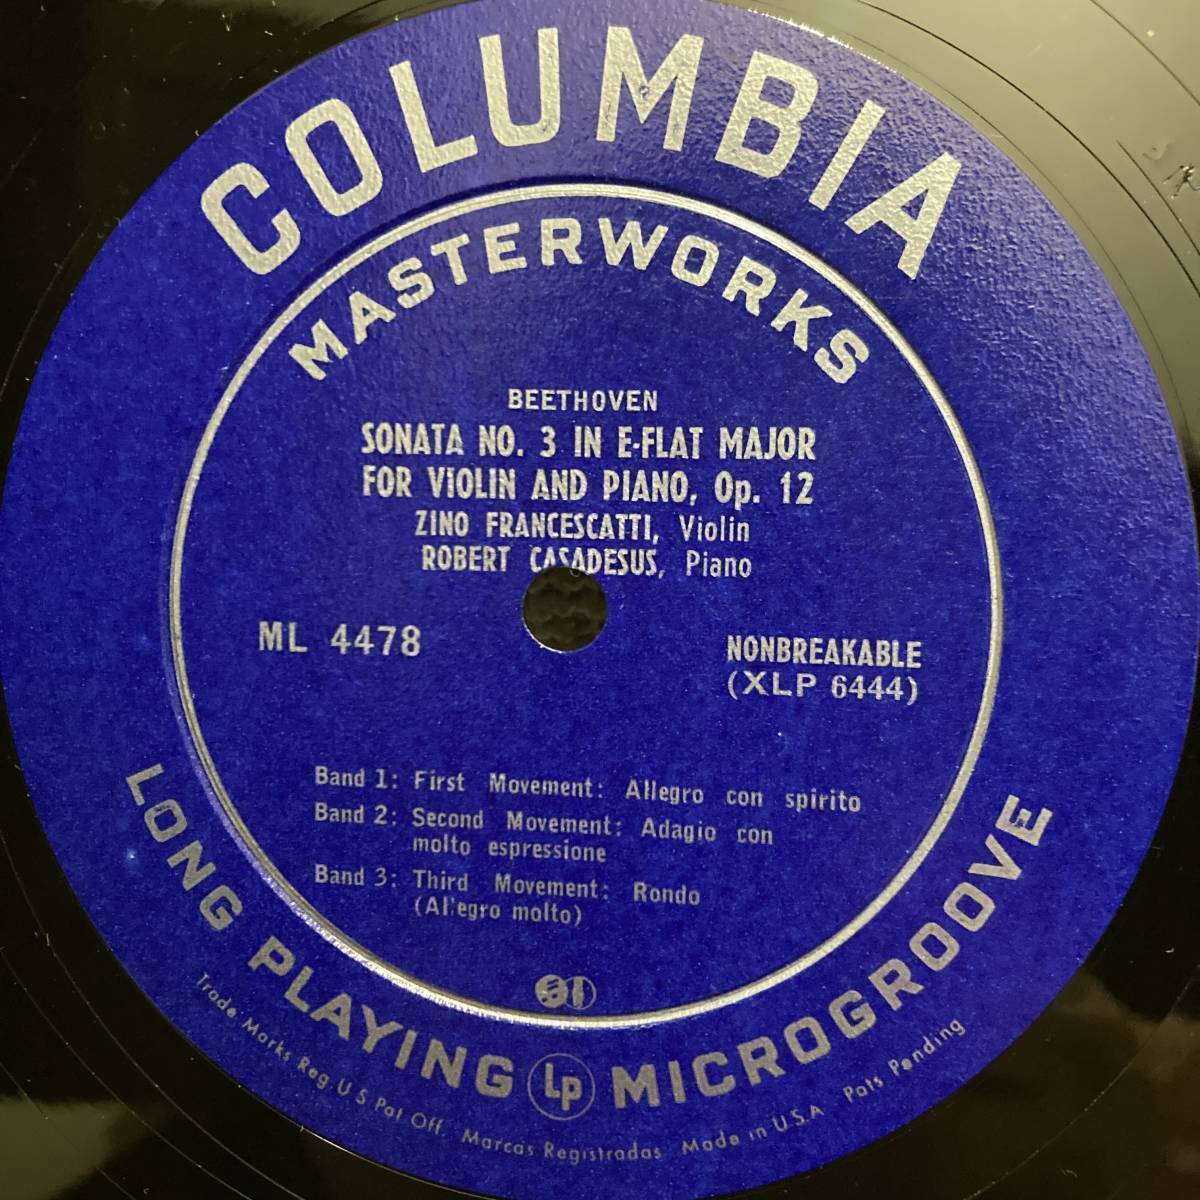 COLUMBIA
MASTERWORKS
BEETHOVEN
SONATA NO. 3 IN E-FLAT MAJOR
FOR VIOLIN AND PIANO, Op. 12
ZINO FRANCESCATTI, Violin
ROBERT CASADESUS, Piano
ML 4478
NONBREAKABLE
(XLP 6444)
Band 1: First Movement: Allegro con spirito
Band 2: Second Movement: Adagio con
molto espressione
Band 3: Third Movement: Rondo
(Allegro molto)
LONG PLAYING Lp MICROGROOVE
Trade Marks Reg U S Pat Off. Marcas Registradas Made in U.S.A Pats Pending